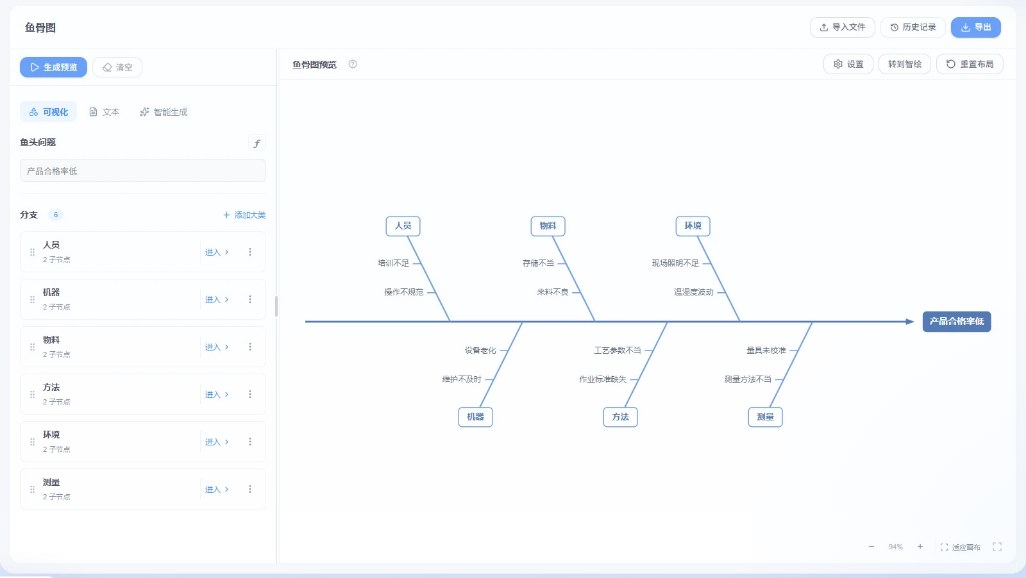 鱼骨图
导入文件
历史记录
导出
生成预览
清空
鱼骨图预览
设置
转到智绘
重置布局
可视化
文本
智能生成
鱼头问题
产品合格率低
分支 6
添加大类
人员
2 子节点
进入
机器
2 子节点
进入
物料
2 子节点
进入
方法
2 子节点
进入
环境
2 子节点
进入
测量
2 子节点
进入
人员
培训不足
操作不规范
物料
存储不当
来料不良
环境
现场照明不足
温湿度波动
产品合格率低
设备老化
维护不及时
机器
工艺参数不当
作业标准缺失
方法
量具未校准
测量方法不当
测量
94%
适应画布